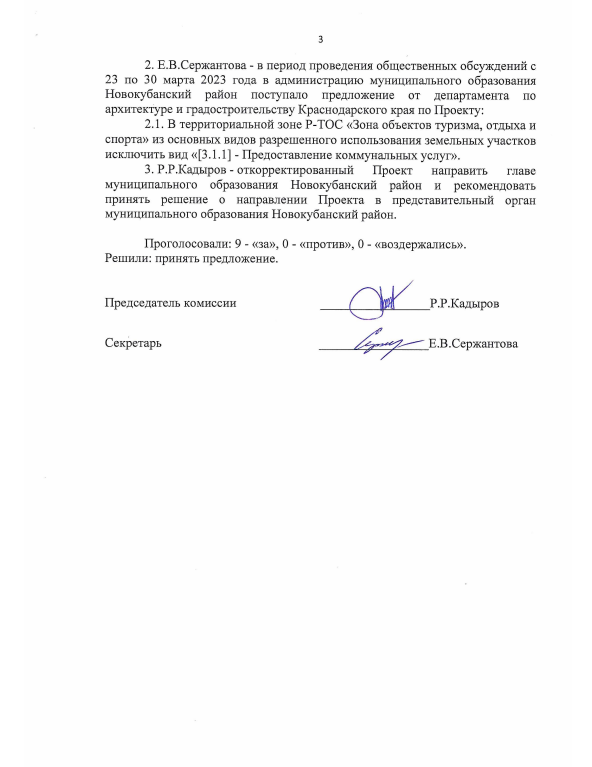 3
2. Е.В.Сержантова - в период проведения общественных обсуждений с
23 по 30 марта 2023 года в администрацию муниципального образования
Новокубанский район поступало предложение от департамента по
архитектуре и градостроительству Краснодарского края по Проекту:
2.1. В территориальной зоне Р-ТОС «Зона объектов туризма, отдыха и
спорта» из основных видов разрешенного использования земельных участков
исключить вид «[3.1.1] - Предоставление коммунальных услуг».
3. Р.Р.Кадыров - откорректированный Проект направить главе
муниципального образования Новокубанский район и рекомендовать
принять решение о направлении Проекта в представительный орган
муниципального образования Новокубанский район.
Проголосовали: 9 - «за», 0 - «против», 0 - «воздержались».
Решили: принять предложение.
Председатель комиссии __________________Р.Р.Кадыров
Секретарь __________________Е.В.Сержантова